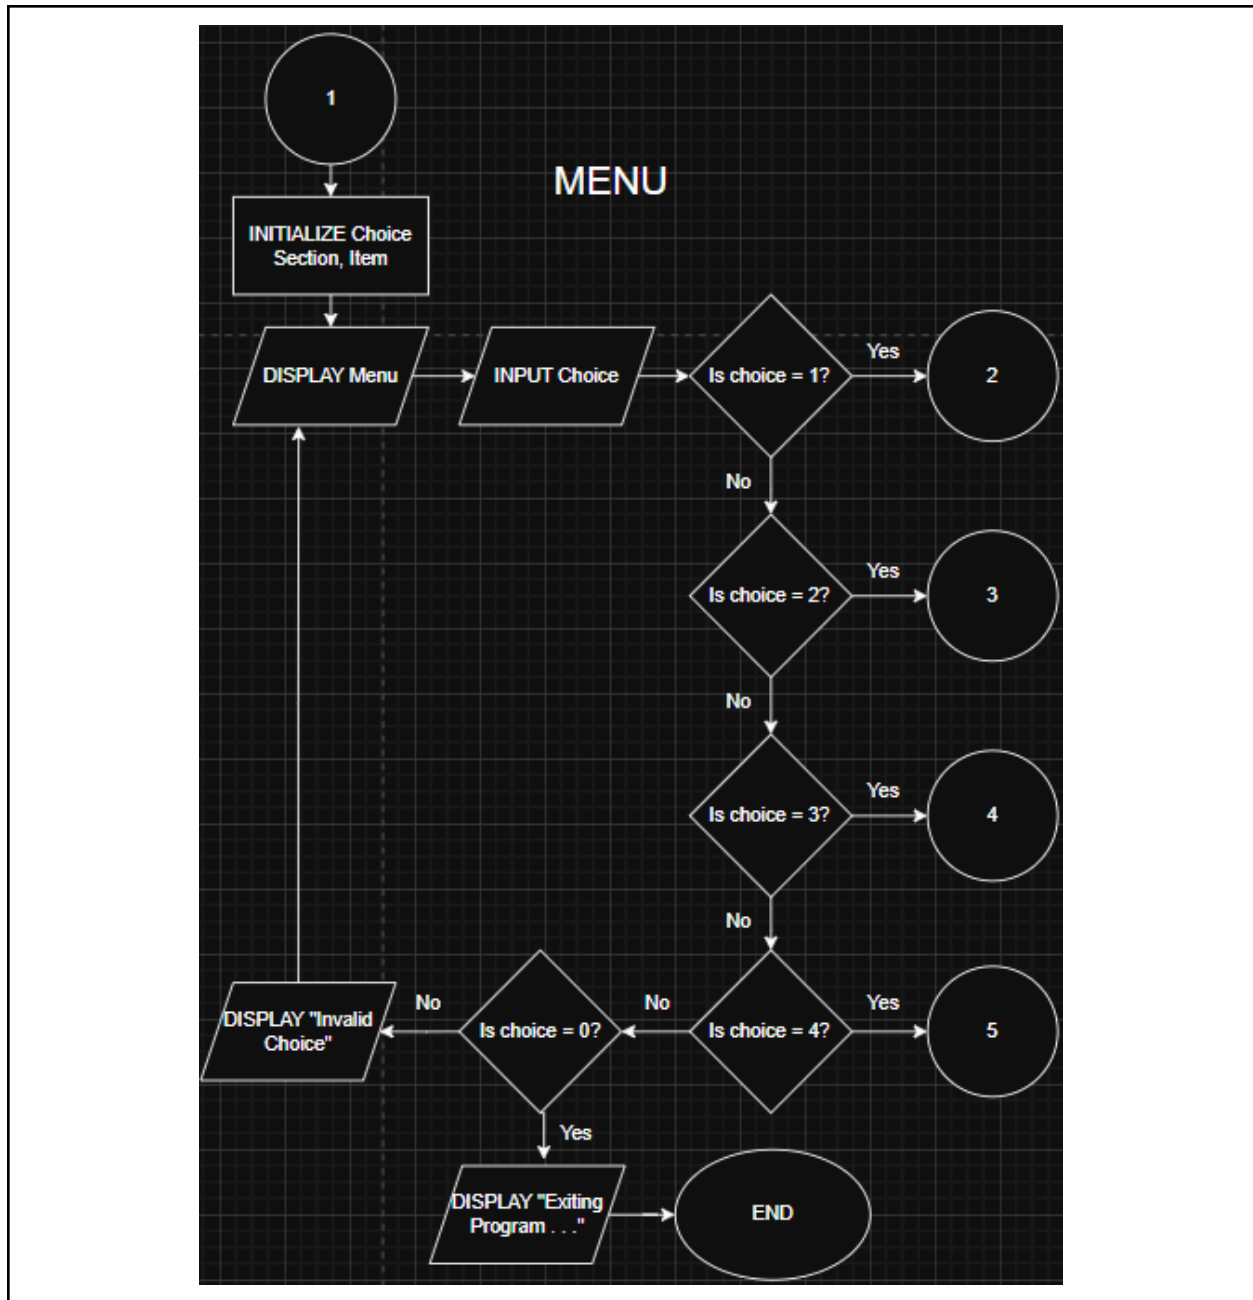 1
MENU
INITIALIZE Choice
Section, Item
DISPLAY Menu
INPUT Choice
Is choice = 1?
Yes
2
No
Is choice = 2?
Yes
3
No
Is choice = 3?
Yes
4
No
Is choice = 4?
Yes
5
No
Is choice = 0?
No
DISPLAY "Invalid
Choice"
Yes
DISPLAY "Exiting
Program . . ."
END